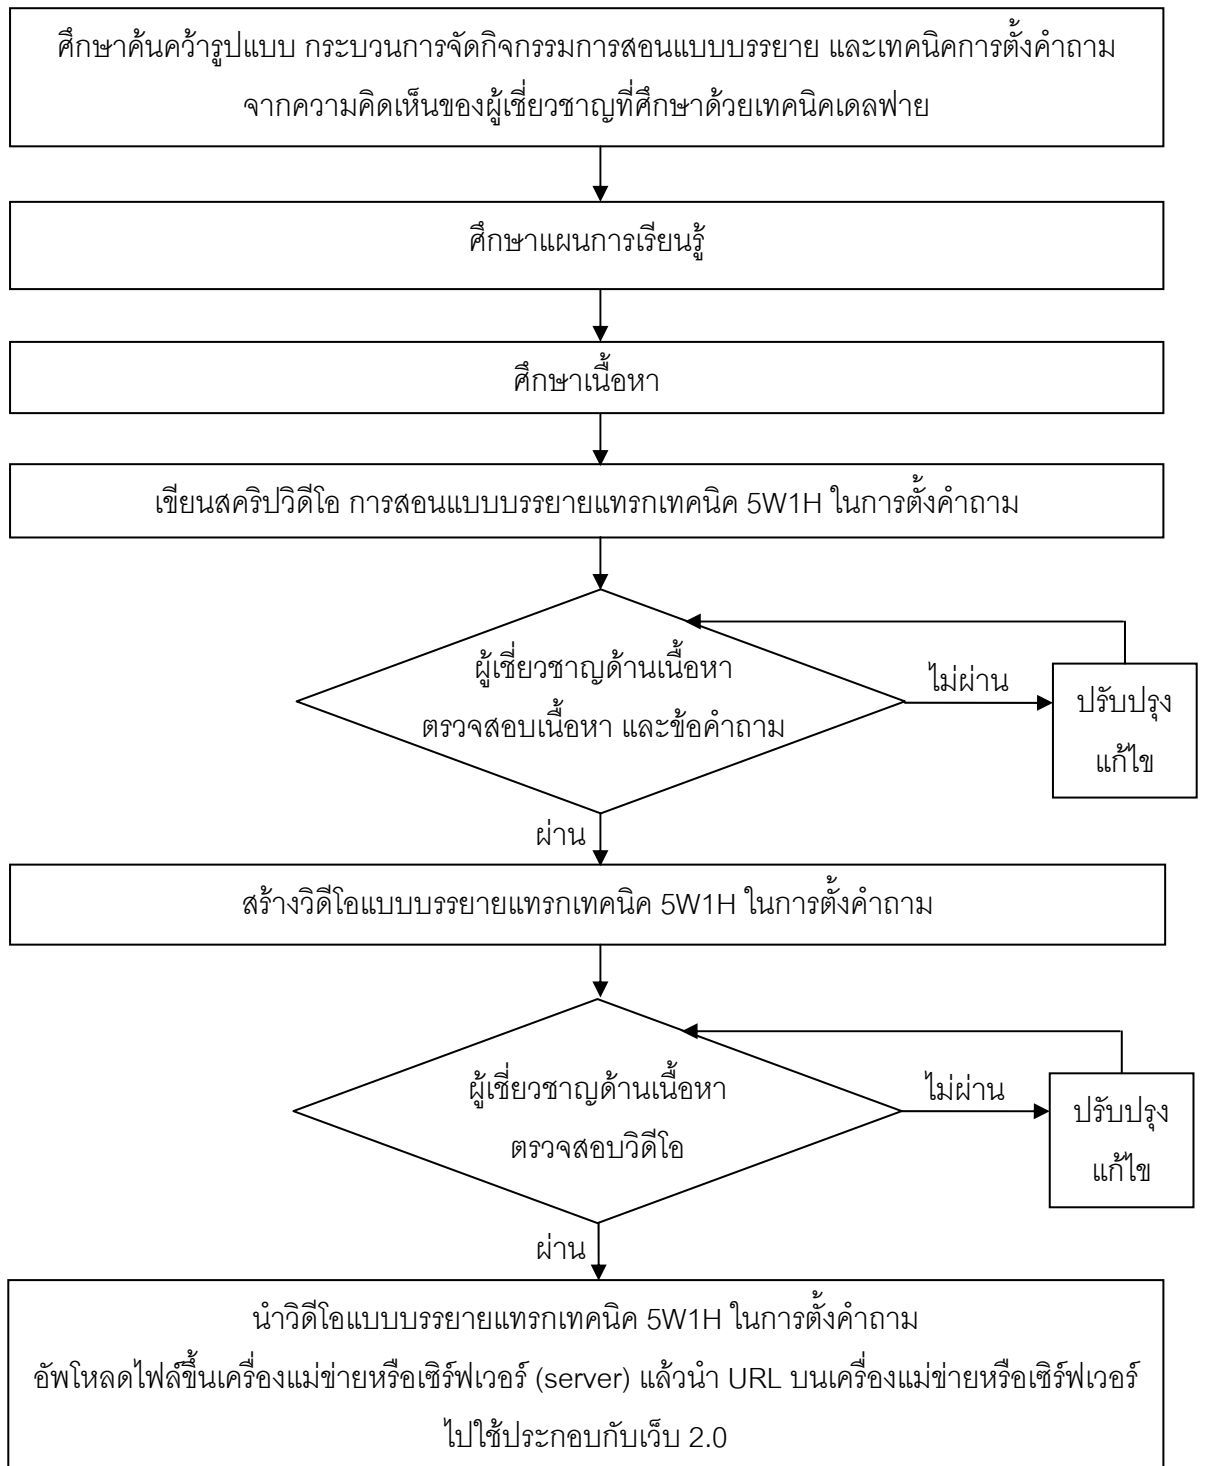 ศึกษาค้นคว้ารูปแบบ กระบวนการจัดกิจกรรมการสอนแบบบรรยาย และเทคนิคการตั้งคำถาม
จากความคิดเห็นของผู้เชี่ยวชาญที่ศึกษาด้วยเทคนิคเดลฟาย
ศึกษาแผนการเรียนรู้
ศึกษาเนื้อหา
เขียนสคริปวิดีโอ การสอนแบบบรรยายแทรกเทคนิค 5W1H ในการตั้งคำถาม
ผู้เชี่ยวชาญด้านเนื้อหา
ตรวจสอบเนื้อหา และข้อคำถาม
ไม่ผ่าน
ปรับปรุง
แก้ไข
ผ่าน
สร้างวิดีโอแบบบรรยายแทรกเทคนิค 5W1H ในการตั้งคำถาม
ผู้เชี่ยวชาญด้านเนื้อหา
ตรวจสอบวิดีโอ
ไม่ผ่าน
ปรับปรุง
แก้ไข
ผ่าน
นำวิดีโอแบบบรรยายแทรกเทคนิค 5W1H ในการตั้งคำถาม
อัพโหลดไฟล์ขึ้นเครื่องแม่ข่ายหรือเซิร์ฟเวอร์ (server) แล้วนำ URL บนเครื่องแม่ข่ายหรือเซิร์ฟเวอร์
ไปใช้ประกอบกับเว็บ 2.0